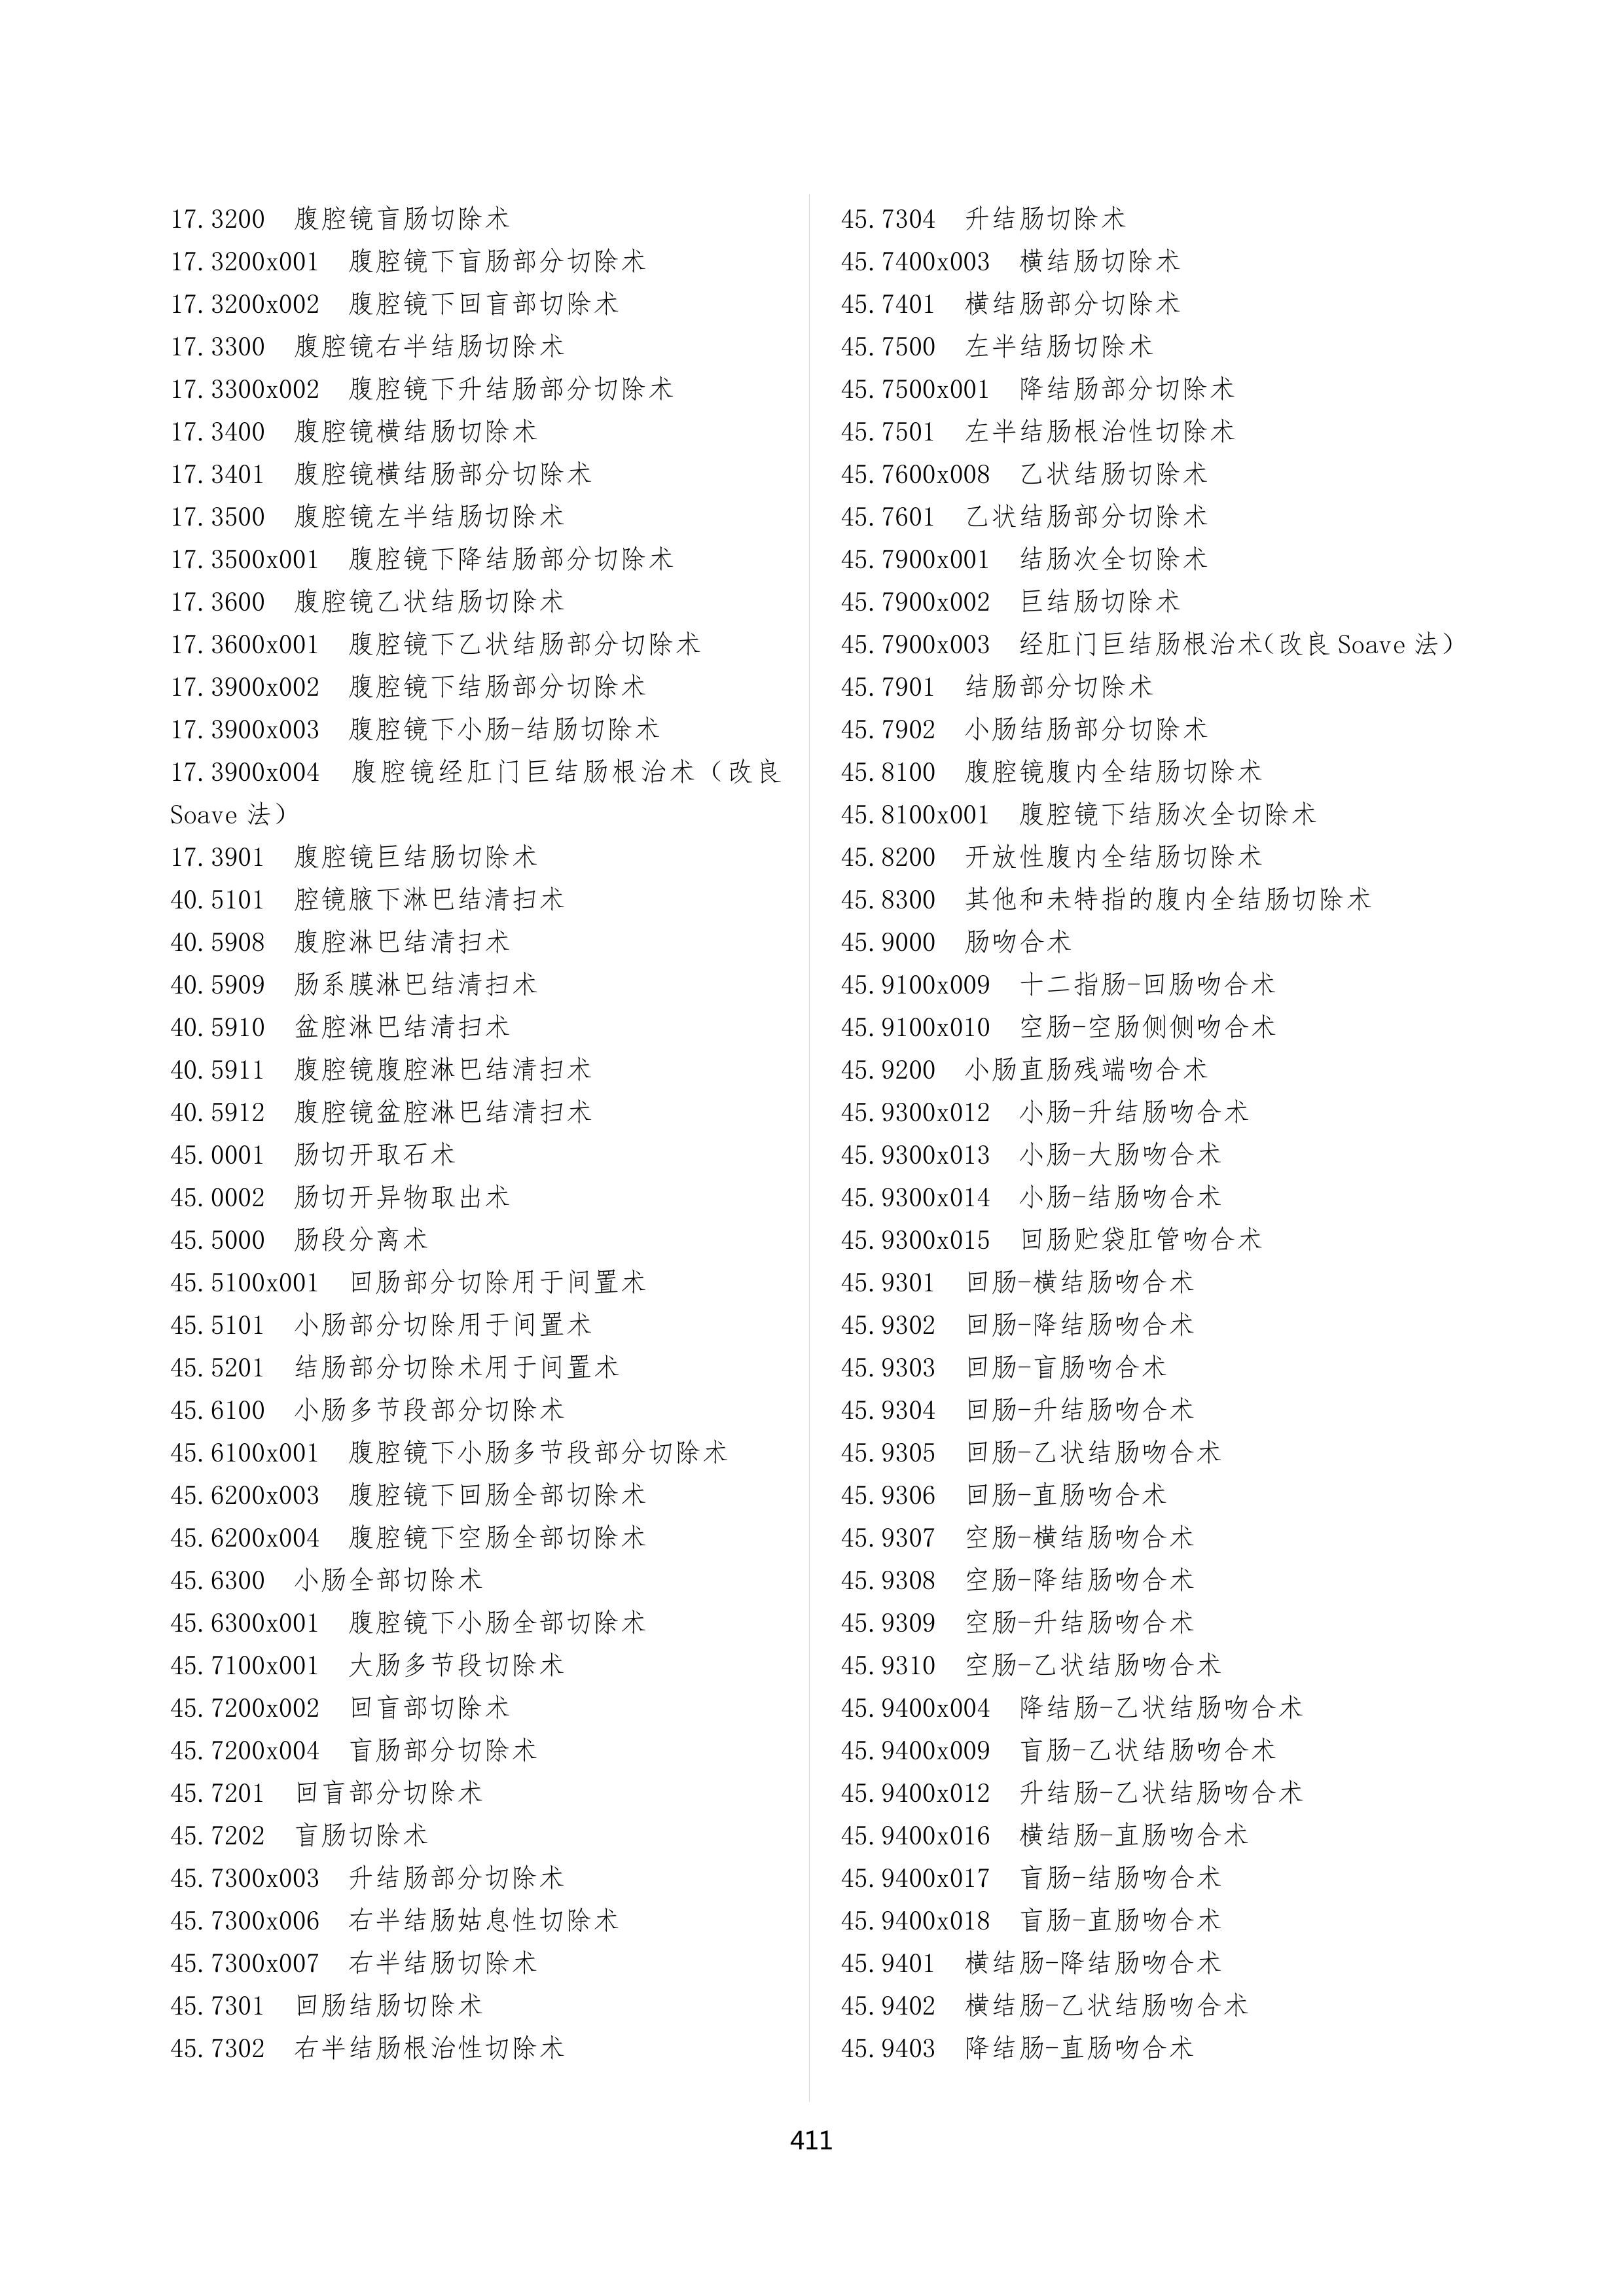 17.3200 腹腔镜盲肠切除术
17.3200x001 腹腔镜下盲肠部分切除术
17.3200x002 腹腔镜下回盲部切除术
17.3300 腹腔镜右半结肠切除术
17.3300x002 腹腔镜下升结肠部分切除术
17.3400 腹腔镜横结肠切除术
17.3401 腹腔镜横结肠部分切除术
17.3500 腹腔镜左半结肠切除术
17.3500x001 腹腔镜下降结肠部分切除术
17.3600 腹腔镜乙状结肠切除术
17.3600x001 腹腔镜下乙状结肠部分切除术
17.3900x002 腹腔镜下结肠部分切除术
17.3900x003 腹腔镜下小肠-结肠切除术
17.3900x004 腹腔镜经肛门巨结肠根治术（改良
Soave 法）
17.3901 腹腔镜巨结肠切除术
40.5101 腔镜腋下淋巴结清扫术
40.5908 腹腔淋巴结清扫术
40.5909 肠系膜淋巴结清扫术
40.5910 盆腔淋巴结清扫术
40.5911 腹腔镜腹腔淋巴结清扫术
40.5912 腹腔镜盆腔淋巴结清扫术
45.0001 肠切开取石术
45.0002 肠切开异物取出术
45.5000 肠段分离术
45.5100x001 回肠部分切除用于间置术
45.5101 小肠部分切除用于间置术
45.5201 结肠部分切除术用于间置术
45.6100 小肠多节段部分切除术
45.6100x001 腹腔镜下小肠多节段部分切除术
45.6200x003 腹腔镜下回肠全部切除术
45.6200x004 腹腔镜下空肠全部切除术
45.6300 小肠全部切除术
45.6300x001 腹腔镜下小肠全部切除术
45.7100x001 大肠多节段切除术
45.7200x002 回盲部切除术
45.7200x004 盲肠部分切除术
45.7201 回盲部分切除术
45.7202 盲肠切除术
45.7300x003 升结肠部分切除术
45.7300x006 右半结肠姑息性切除术
45.7300x007 右半结肠切除术
45.7301 回肠结肠切除术
45.7302 右半结肠根治性切除术
45.7304 升结肠切除术
45.7400x003 横结肠切除术
45.7401 横结肠部分切除术
45.7500 左半结肠切除术
45.7500x001 降结肠部分切除术
45.7501 左半结肠根治性切除术
45.7600x008 乙状结肠切除术
45.7601 乙状结肠部分切除术
45.7900x001 结肠次全切除术
45.7900x002 巨结肠切除术
45.7900x003 经肛门巨结肠根治术（改良 Soave 法）
45.7901 结肠部分切除术
45.7902 小肠结肠部分切除术
45.8100 腹腔镜腹内全结肠切除术
45.8100x001 腹腔镜下结肠次全切除术
45.8200 开放性腹内全结肠切除术
45.8300 其他和未特指的腹内全结肠切除术
45.9000 肠吻合术
45.9100x009 十二指肠-回肠吻合术
45.9100x010 空肠-空肠侧侧吻合术
45.9200 小肠直肠残端吻合术
45.9300x012 小肠-升结肠吻合术
45.9300x013 小肠-大肠吻合术
45.9300x014 小肠-结肠吻合术
45.9300x015 回肠贮袋肛管吻合术
45.9301 回肠-横结肠吻合术
45.9302 回肠-降结肠吻合术
45.9303 回肠-盲肠吻合术
45.9304 回肠-升结肠吻合术
45.9305 回肠-乙状结肠吻合术
45.9306 回肠-直肠吻合术
45.9307 空肠-横结肠吻合术
45.9308 空肠-降结肠吻合术
45.9309 空肠-升结肠吻合术
45.9310 空肠-乙状结肠吻合术
45.9400x004 降结肠-乙状结肠吻合术
45.9400x009 盲肠-乙状结肠吻合术
45.9400x012 升结肠-乙状结肠吻合术
45.9400x016 横结肠-直肠吻合术
45.9400x017 盲肠-结肠吻合术
45.9400x018 盲肠-直肠吻合术
45.9401 横结肠-降结肠吻合术
45.9402 横结肠-乙状结肠吻合术
45.9403 降结肠-直肠吻合术
411